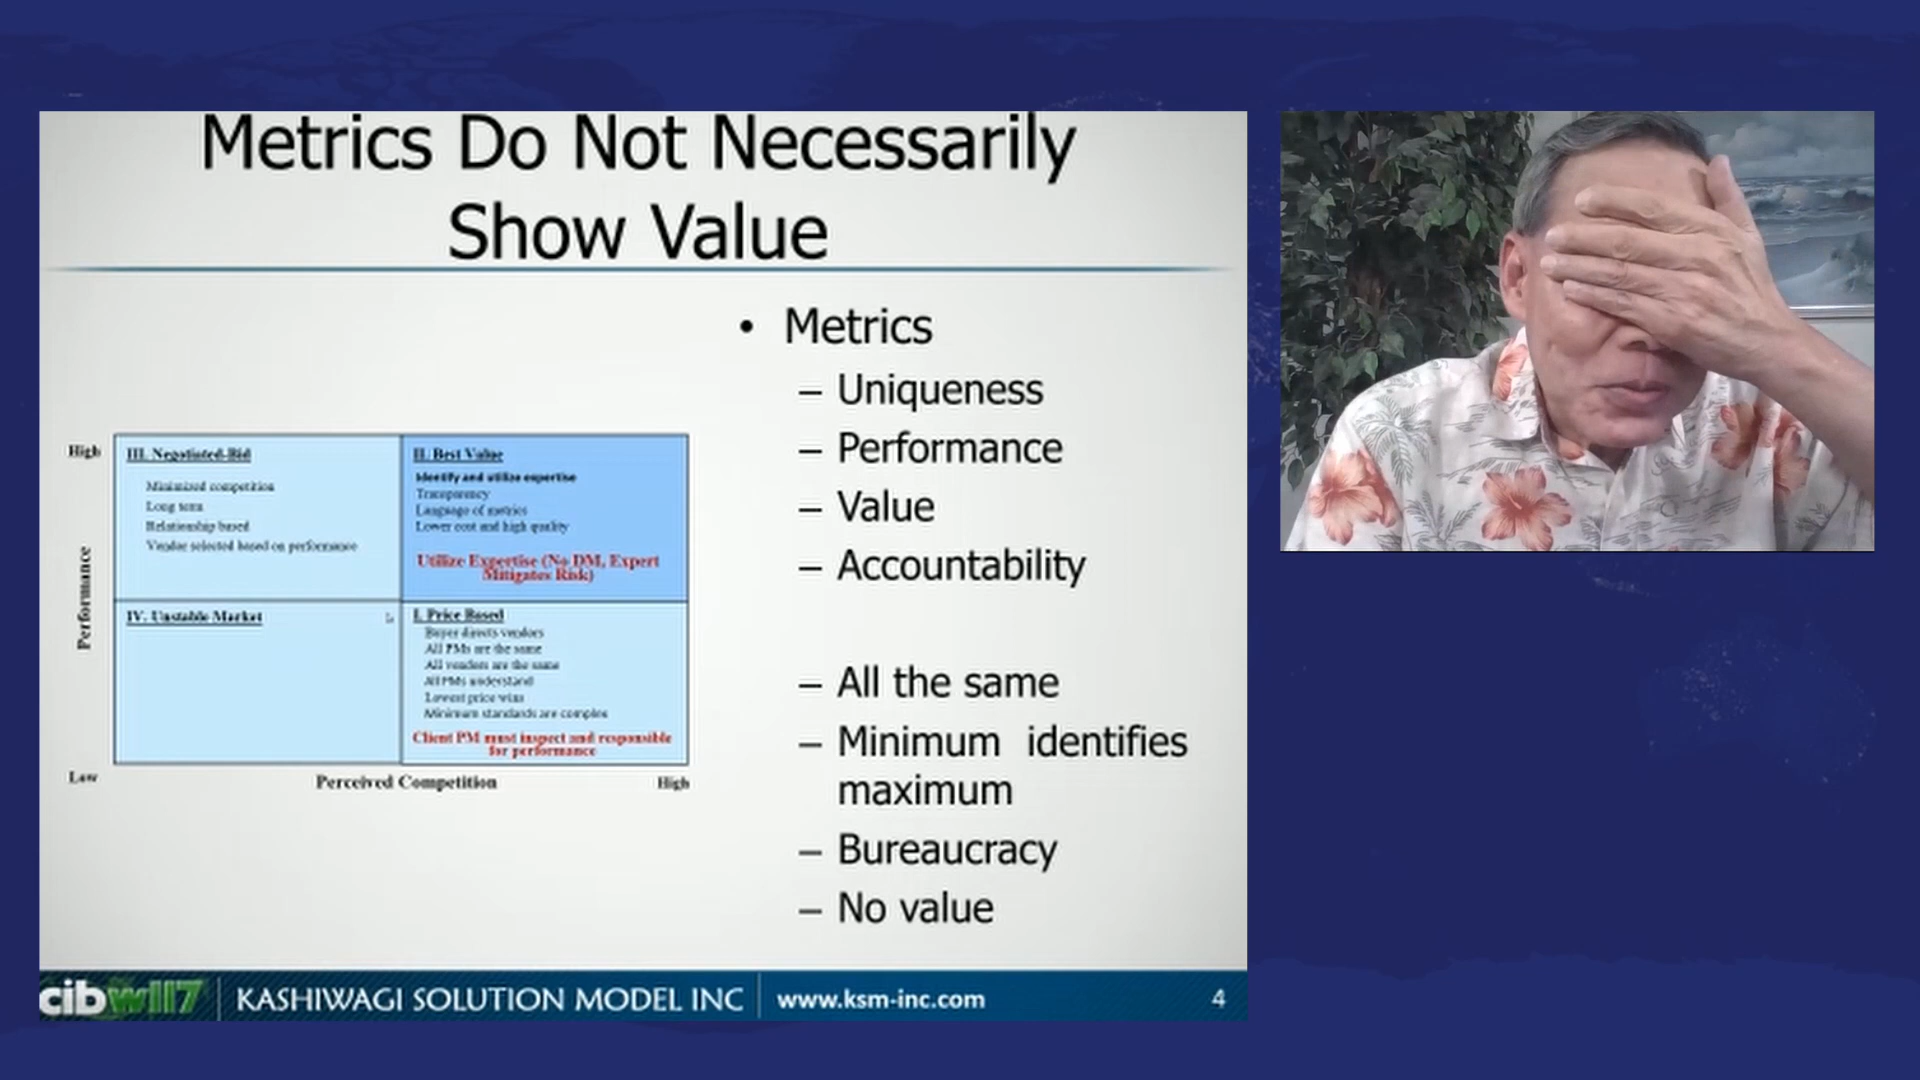 Metrics Do Not Necessarily
Show Value
High
III. Negotiated-Bid
Minimized competition
Long term
Relationship based
Vendor selected based on performance
II. Best Value
Identify and utilize expertise
Transparency
Language of metrics
Lower cost and high quality
Utilize Expertise (No DM, Expert
Mitigates Risk)
Performance
IV. Unstable Market
I. Price Based
Buyer directs vendors
All PMs are the same
All vendors are the same
All PMs understand
Lowest price wins
Minimum standards are complex
Client PM must inspect and responsible
for performance
Low
Perceived Competition
High
• Metrics
– Uniqueness
– Performance
– Value
– Accountability
– All the same
– Minimum identifies
maximum
– Bureaucracy
– No value
cibw117
KASHIWAGI SOLUTION MODEL INC
www.ksm-inc.com
4